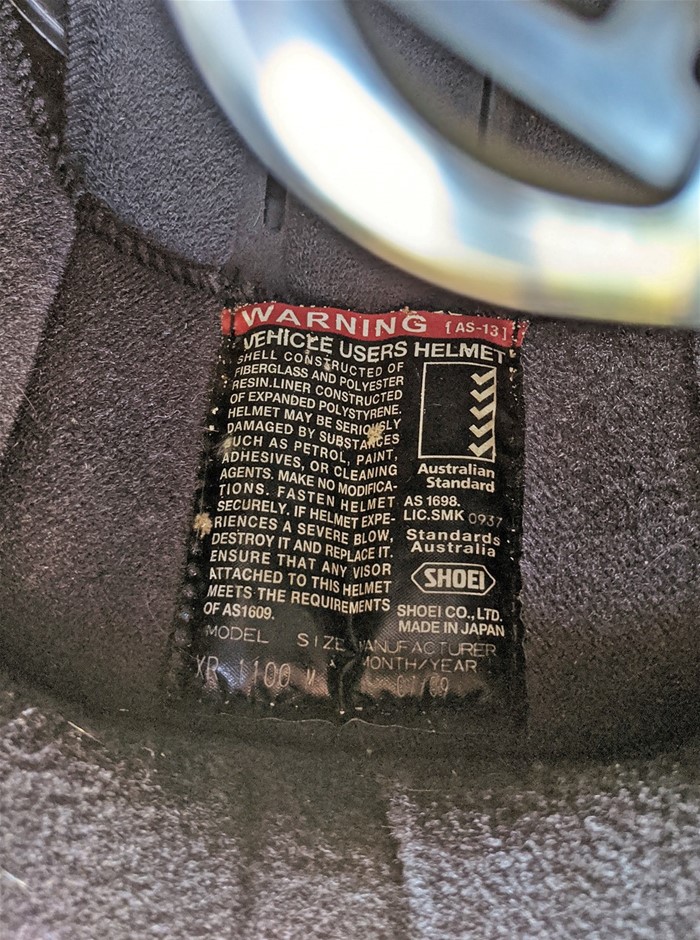 WARNING [AS-13]
VEHICLE USERS HELMET
SHELL CONSTRUCTED OF
FIBERGLASS AND POLYESTER
RESIN.LINER CONSTRUCTED
OF EXPANDED POLYSTYRENE.
HELMET MAY BE SERIOUSLY
DAMAGED BY SUBSTANCES
SUCH AS PETROL, PAINT,
ADHESIVES, OR CLEANING
AGENTS. MAKE NO MODIFICA-
TIONS. FASTEN HELMET
SECURELY. IF HELMET EXPE-
RIENCES A SEVERE BLOW,
DESTROY IT AND REPLACE IT.
ENSURE THAT ANY VISOR
ATTACHED TO THIS HELMET
MEETS THE REQUIREMENTS
OF AS1609.
Australian
Standard
AS 1698.
LIC.SMK 0937
Standards
Australia
SHOEI
SHOEI CO.,LTD.
MADE IN JAPAN
MODEL SIZE MANUFACTURER
MONTH/YEAR
XR 1100 M